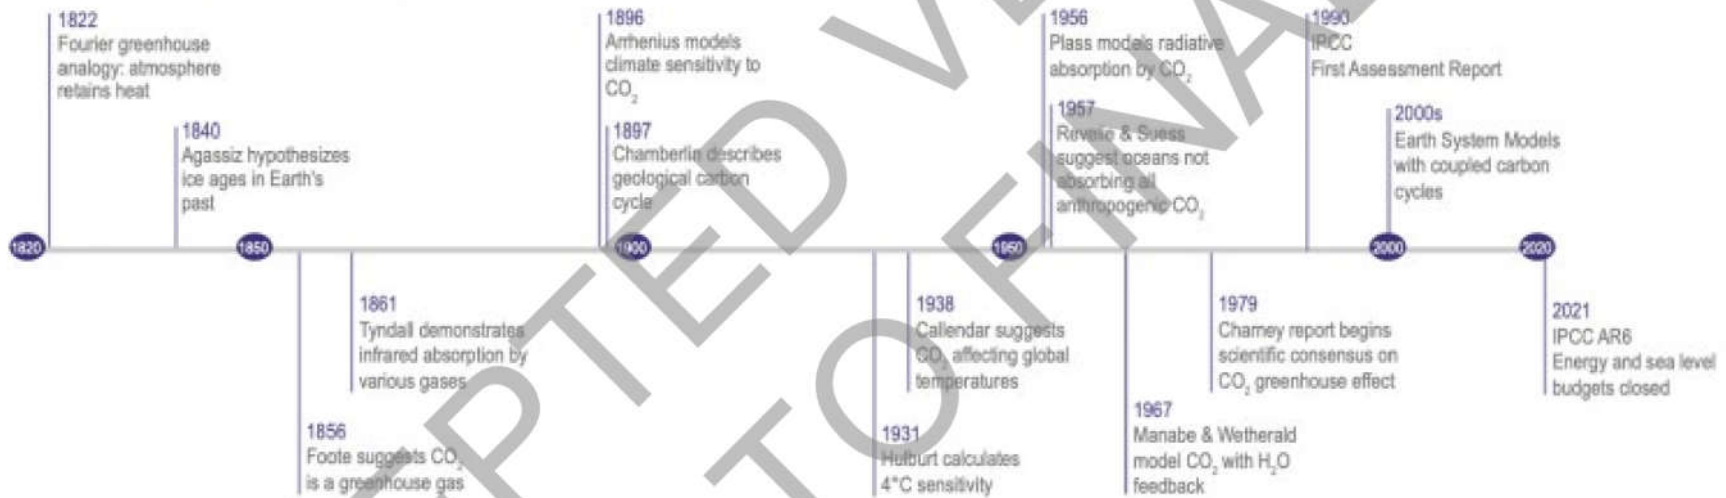 1822
Fourier greenhouse
analogy: atmosphere
retains heat
1840
Agassiz hypothesizes
ice ages in Earth's
past
1896
Arrhenius models
climate sensitivity to
CO₂
1897
Chamberlin describes
geological carbon
cycle
1956
Plass models radiative
absorption by CO₂
1957
Revelle & Suess
suggest oceans not
absorbing all
anthropogenic CO₂
1990
IPCC
First Assessment Report
2000s
Earth System Models
with coupled carbon
cycles
1820
1850
1900
1950
2000
2020
1856
Foote suggests CO₂
is a greenhouse gas
1861
Tyndall demonstrates
infrared absorption by
various gases
1931
Hulburt calculates
4°C sensitivity
1938
Callendar suggests
CO₂ affecting global
temperatures
1967
Manabe & Wetherald
model CO₂ with H₂O
feedback
1979
Charney report begins
scientific consensus on
CO₂ greenhouse effect
2021
IPCC AR6
Energy and sea level
budgets closed
PTED V
TO FINA